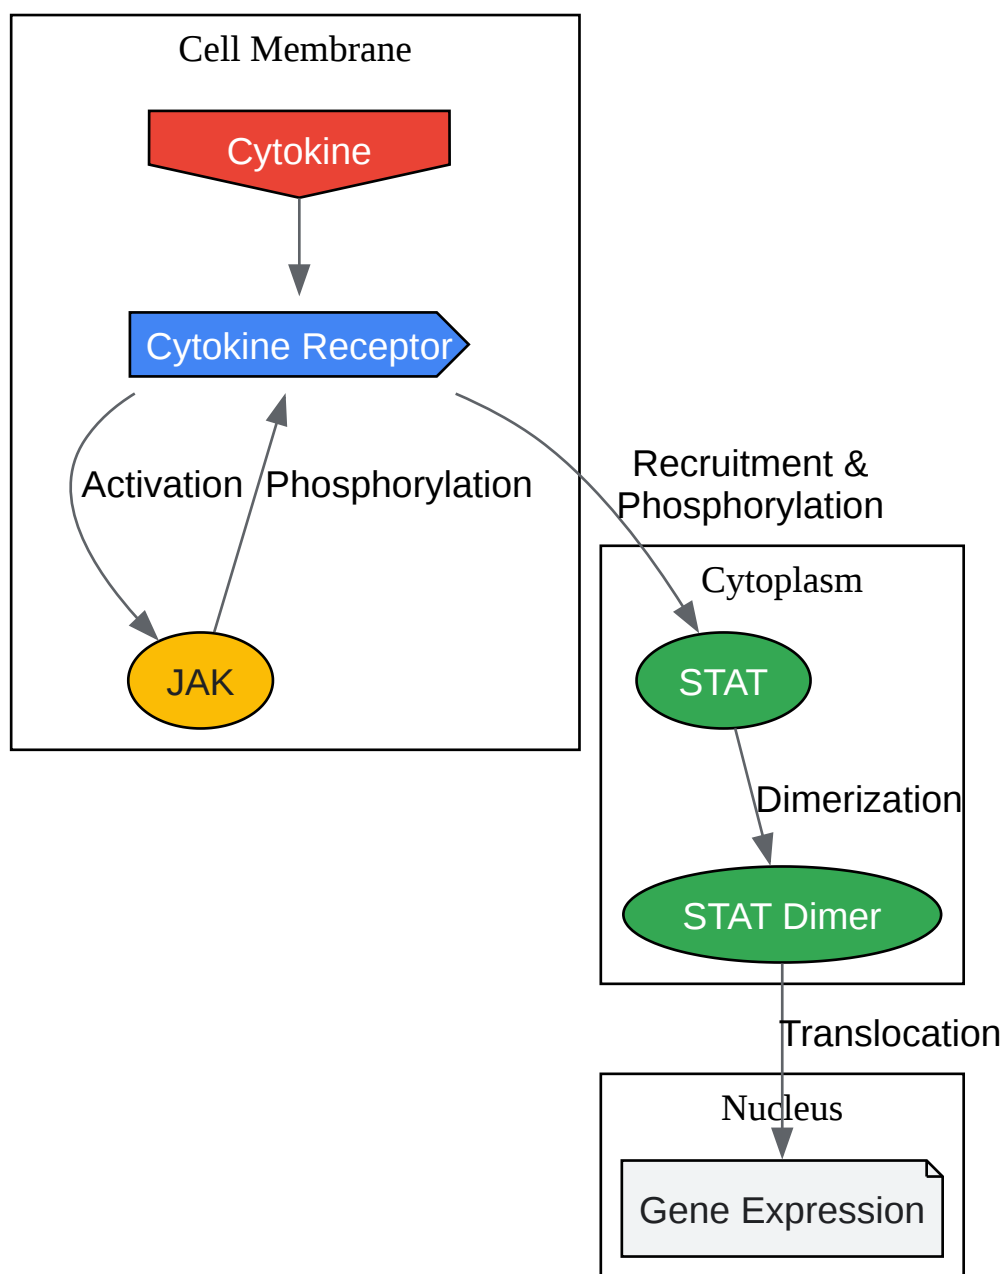 Cell Membrane
Cytokine
Cytokine Receptor
Activation
Phosphorylation
Recruitment &
Phosphorylation
Cytoplasm
JAK
STAT
Dimerization
STAT Dimer
Translocation
Nucleus
Gene Expression